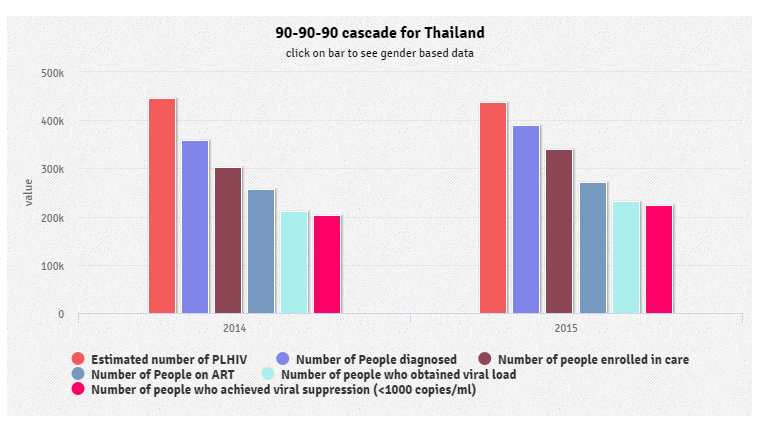 90-90-90 cascade for Thailand
click on bar to see gender based data
500k
400k
300k
200k
100k
0
value
2014 2015
Estimated number of PLHIV Number of People diagnosed Number of people enrolled in care
Number of People on ART Number of people who obtained viral load
Number of people who achieved viral suppression (<1000 copies/ml)